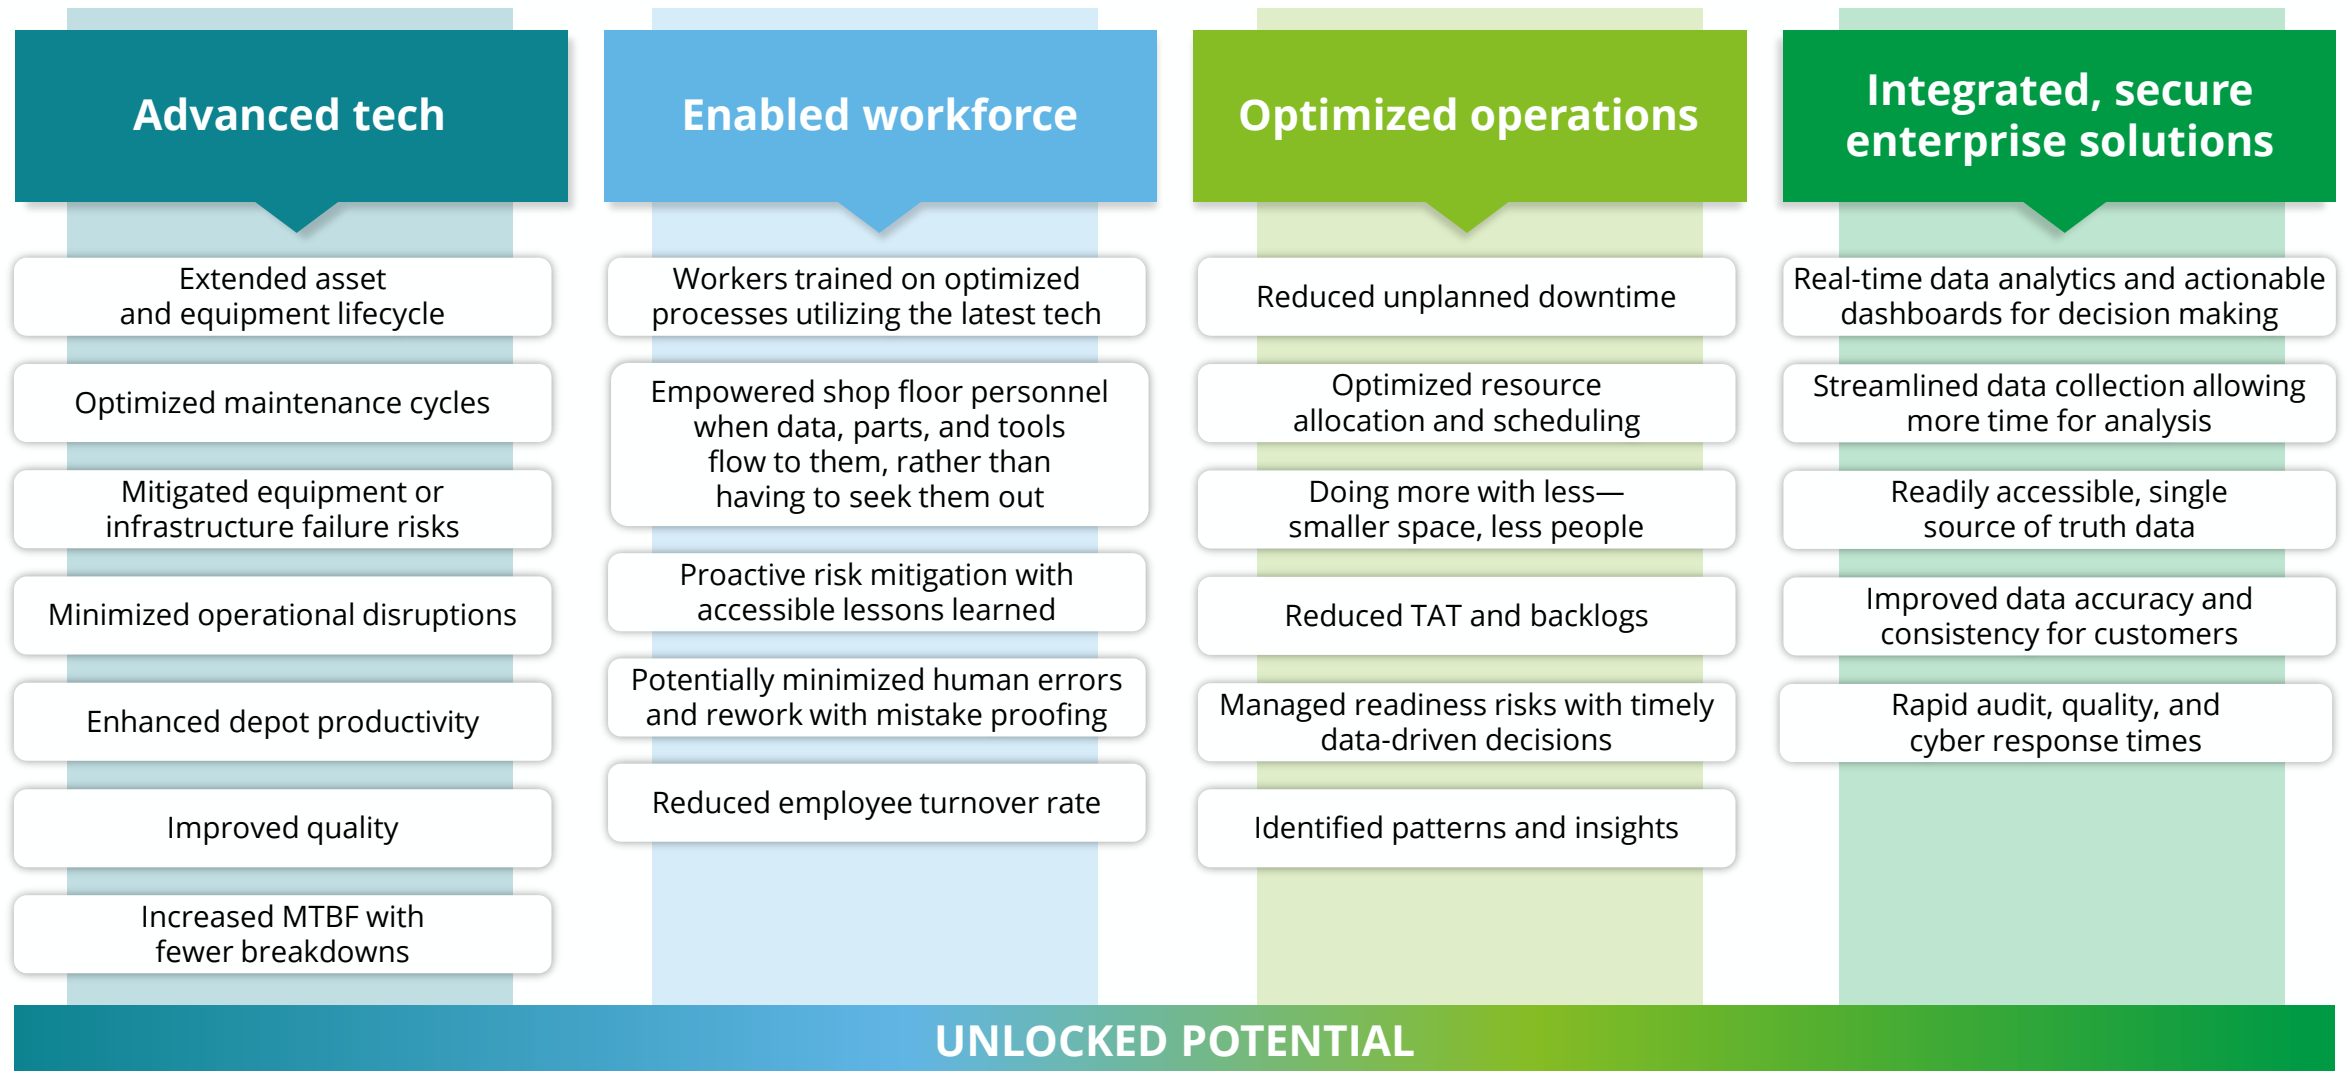 Advanced tech
Extended asset
and equipment lifecycle
Optimized maintenance cycles
Mitigated equipment or
infrastructure failure risks
Minimized operational disruptions
Enhanced depot productivity
Improved quality
Increased MTBF with
fewer breakdowns
Enabled workforce
Workers trained on optimized
processes utilizing the latest tech
Empowered shop floor personnel
when data, parts, and tools
flow to them, rather than
having to seek them out
Proactive risk mitigation with
accessible lessons learned
Potentially minimized human errors
and rework with mistake proofing
Reduced employee turnover rate
Optimized operations
Reduced unplanned downtime
Optimized resource
allocation and scheduling
Doing more with less—
smaller space, less people
Reduced TAT and backlogs
Managed readiness risks with timely
data-driven decisions
Identified patterns and insights
Integrated, secure
enterprise solutions
Real-time data analytics and actionable
dashboards for decision making
Streamlined data collection allowing
more time for analysis
Readily accessible, single
source of truth data
Improved data accuracy and
consistency for customers
Rapid audit, quality, and
cyber response times
UNLOCKED POTENTIAL